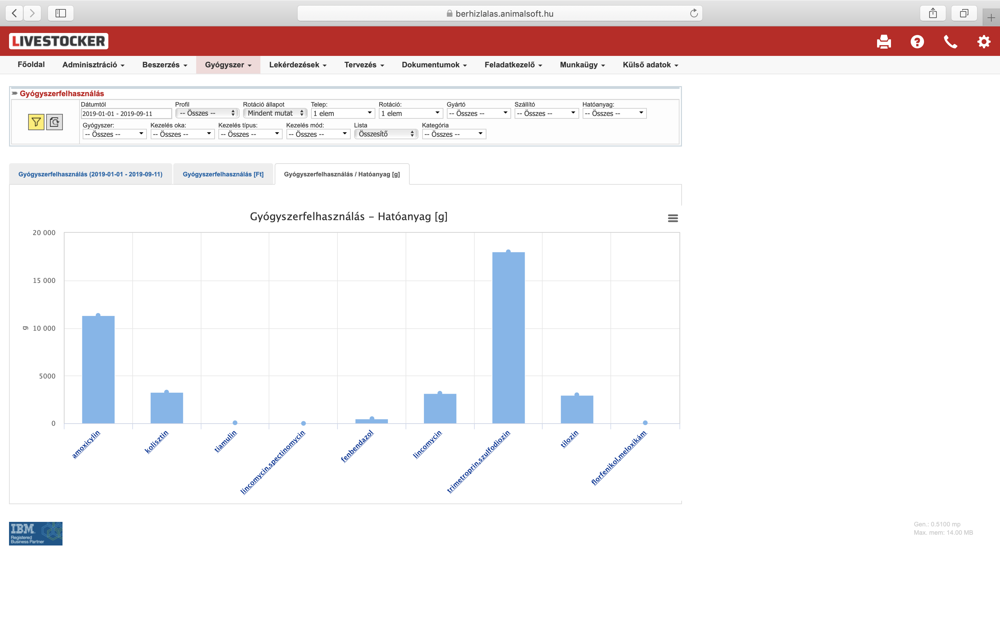 berhizlalas.animalsoft.hu
LIVESTOCKER
Főoldal Adminisztráció Beszerzés Gyógyszer Lekérdezések Tervezés Dokumentumok Feladatkezelő Munkaügy Külső adatok
Gyógyszerfelhasználás
Dátumtól Profil Rotáció állapot Telep: Rotáció: Gyártó Szállító Hatóanyag:
2019-01-01 - 2019-09-11 -- Összes -- Mindent mutat 1 elem 1 elem -- Összes -- -- Összes -- -- Összes --
Gyógyszer: Kezelés oka: Kezelés típus: Kezelés mód: Lista Kategória
-- Összes -- -- Összes -- -- Összes -- -- Összes -- Összesítő -- Összes --
Gyógyszerfelhasználás (2019-01-01 - 2019-09-11) Gyógyszerfelhasználás [Ft] Gyógyszerfelhasználás / Hatóanyag [g]
Gyógyszerfelhasználás – Hatóanyag [g]
20 000
15 000
g 10 000
5000
0
amoxicylin
kolisztin
tiamulin
lincomycin,spectinomycin
fenbendazol
lincomycin
trimetroprin,szulfodiozin
tilozin
florfenikol,meloxikám
IBM
Registered
Business Partner
Gen.: 0.5100 mp
Max. mem: 14.00 MB